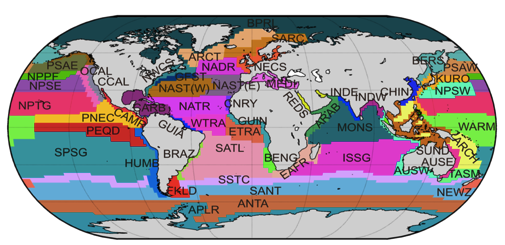 BPRL
SARC
ARCT
NECS
NADR
PSAE
OCAL
CCAL
NWCS
GFST
NAST(W)
NAST(E)
MEDI
BERS
PSAW
KURO
NPPF
NPSE
NPSW
NPTG
CARB
CAMR
NATR
CNRY
REDS
ARAB
INDE
INDW
CHIN
PNEC
PEQD
GUIA
WTRA
GUIN
ETRA
MONS
WARM
SPSG
HUMB
BRAZ
SATL
BENG
EAFR
ISSG
SUND
AUSE
AUSW
ARCH
TASM
SSTC
FKLD
SANT
NEWZ
APLR
ANTA